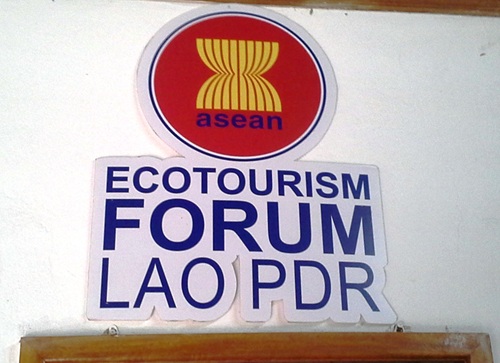 asean
ECOTOURISM
FORUM
LAO PDR